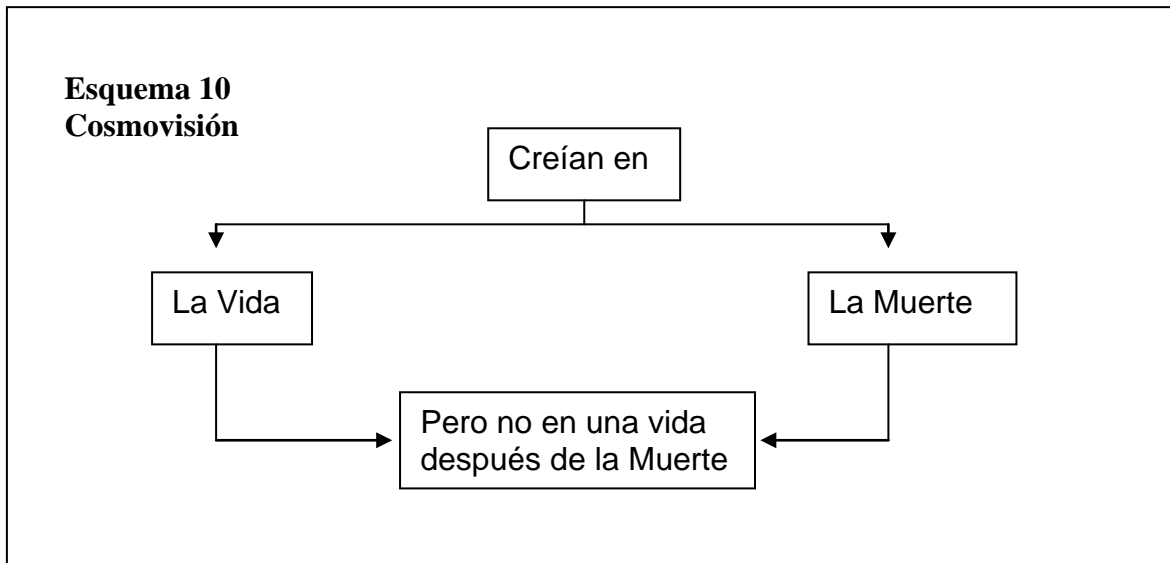 Esquema 10
Cosmovisión
Creían en
La Vida
La Muerte
Pero no en una vida
después de la Muerte